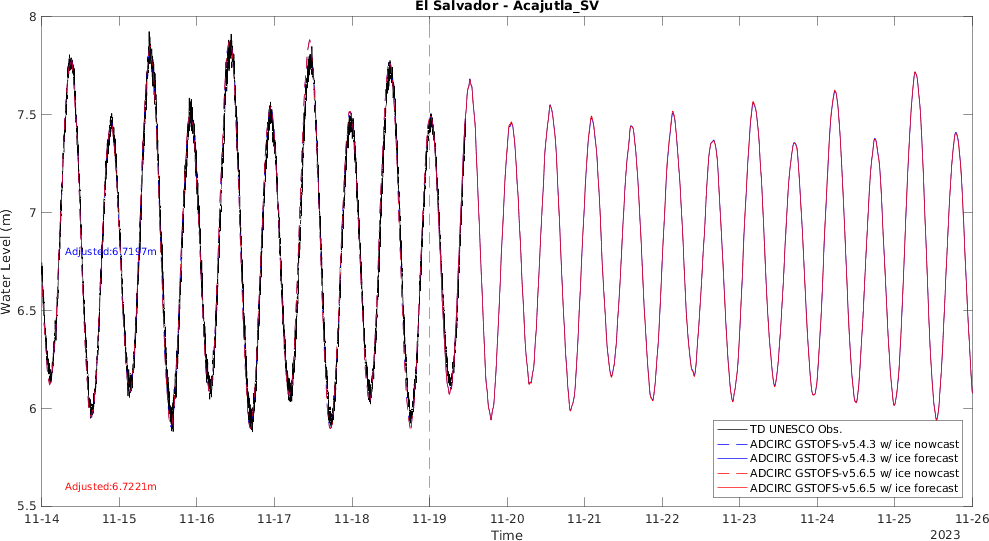 El Salvador - Acajutla_SV
8
7.5
7
6.5
6
5.5
Water Level (m)
Adjusted:6.7197m
Adjusted:6.7221m
TD UNESCO Obs.
ADCIRC GSTOFS-v5.4.3 w/ ice nowcast
ADCIRC GSTOFS-v5.4.3 w/ ice forecast
ADCIRC GSTOFS-v5.6.5 w/ ice nowcast
ADCIRC GSTOFS-v5.6.5 w/ ice forecast
11-14 11-15 11-16 11-17 11-18 11-19 11-20 11-21 11-22 11-23 11-24 11-25 11-26
Time
2023